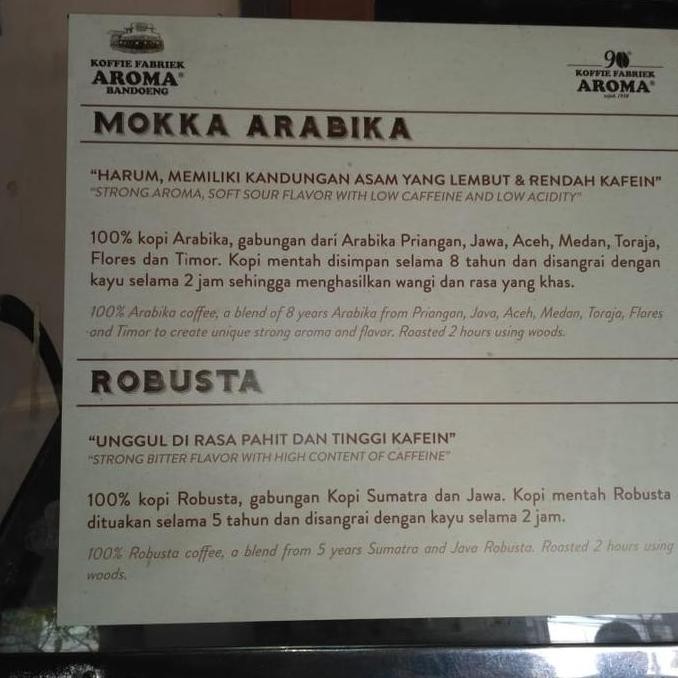 KOFFIE FABRIEK
AROMA®
BANDOENG
90
KOFFIE FABRIEK
AROMA®
sejak 1930
MOKKA ARABIKA
“HARUM, MEMILIKI KANDUNGAN ASAM YANG LEMBUT & RENDAH KAFEIN”
“STRONG AROMA, SOFT SOUR FLAVOR WITH LOW CAFFEINE AND LOW ACIDITY”
100% kopi Arabika, gabungan dari Arabika Priangan, Jawa, Aceh, Medan, Toraja,
Flores dan Timor. Kopi mentah disimpan selama 8 tahun dan disangrai dengan
kayu selama 2 jam sehingga menghasilkan wangi dan rasa yang khas.
100% Arabika coffee, a blend of 8 years Arabika from Priangan, Java, Aceh, Medan, Toraja, Flores
and Timor to create unique strong aroma and flavor. Roasted 2 hours using woods.
ROBUSTA
“UNGGUL DI RASA PAHIT DAN TINGGI KAFEIN”
“STRONG BITTER FLAVOR WITH HIGH CONTENT OF CAFFEINE”
100% kopi Robusta, gabungan Kopi Sumatra dan Jawa. Kopi mentah Robusta
dituakan selama 5 tahun dan disangrai dengan kayu selama 2 jam.
100% Robusta coffee, a blend from 5 years Sumatra and Java Robusta. Roasted 2 hours using
woods.